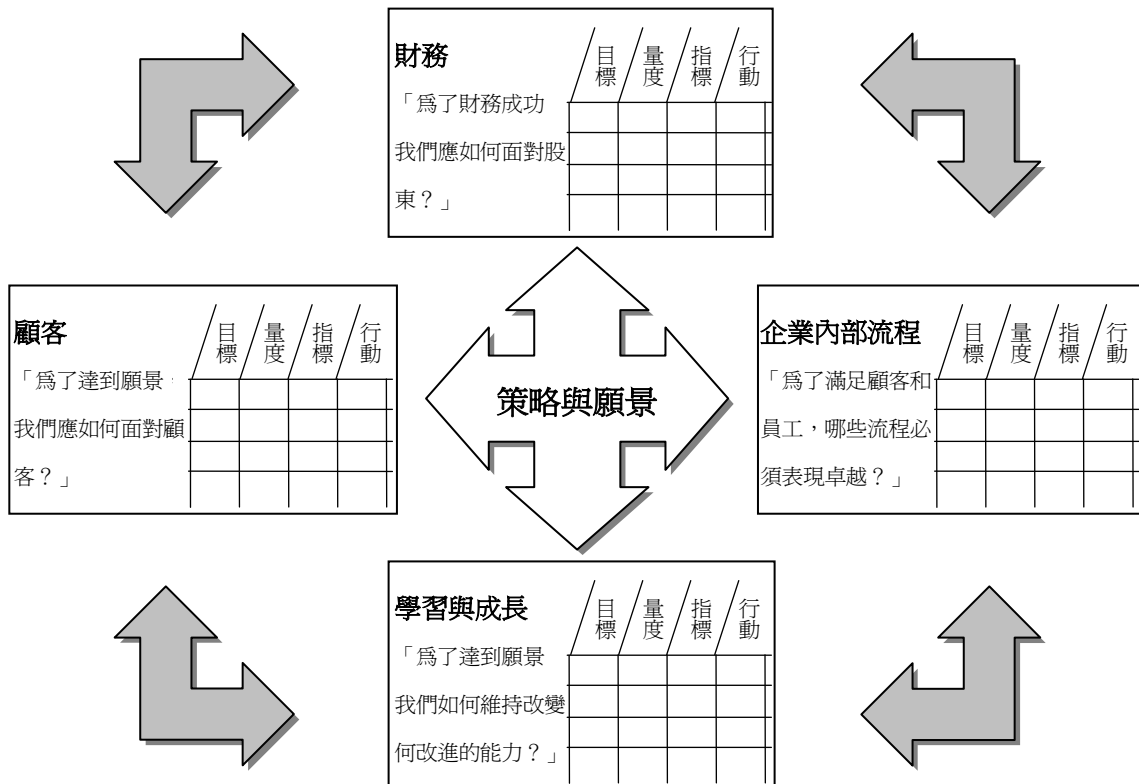 財務
目標 量度 指標 行動
「爲了財務成功
我們應如何面對股
東？」
顧客
目標 量度 指標 行動
「爲了達到願景，
我們應如何面對顧
客？」
策略與願景
企業內部流程
目標 量度 指標 行動
「爲了滿足顧客和
員工，哪些流程必
須表現卓越？」
學習與成長
目標 量度 指標 行動
「爲了達到願景
我們如何維持改變
何改進的能力？」